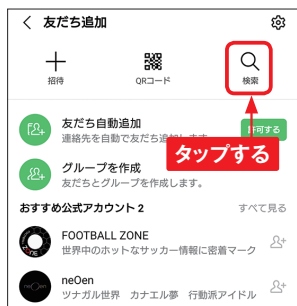 友だち追加
招待
QRコード
検索
友だち自動追加
連絡先を自動で友だち追加します。
許可する
タップする
グループを作成
友だちとグループを作成します。
おすすめ公式アカウント 2
すべて見る
FOOTBALL ZONE
世界中のホットなサッカー情報に密着マーク
neOen
ツナガル世界 カナエル夢 行動派アイドル